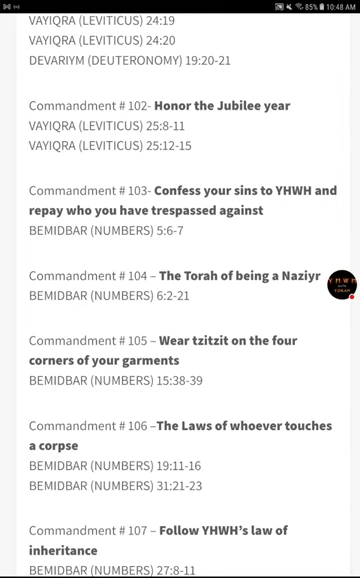 85% 10:48 AM
VAYIQRA (LEVITICUS) 24:19
VAYIQRA (LEVITICUS) 24:20
DEVARIYM (DEUTERONOMY) 19:20-21
Commandment # 102- Honor the Jubilee year
VAYIQRA (LEVITICUS) 25:8-11
VAYIQRA (LEVITICUS) 25:12-15
Commandment # 103- Confess your sins to YHWH and
repay who you have trespassed against
BEMIDBAR (NUMBERS) 5:6-7
Commandment # 104 – The Torah of being a Naziyr
BEMIDBAR (NUMBERS) 6:2-21
Commandment # 105 – Wear tzitzit on the four
corners of your garments
BEMIDBAR (NUMBERS) 15:38-39
Commandment # 106 –The Laws of whoever touches
a corpse
BEMIDBAR (NUMBERS) 19:11-16
BEMIDBAR (NUMBERS) 31:21-23
Commandment # 107 – Follow YHWH’s law of
inheritance
BEMIDBAR (NUMBERS) 27:8-11